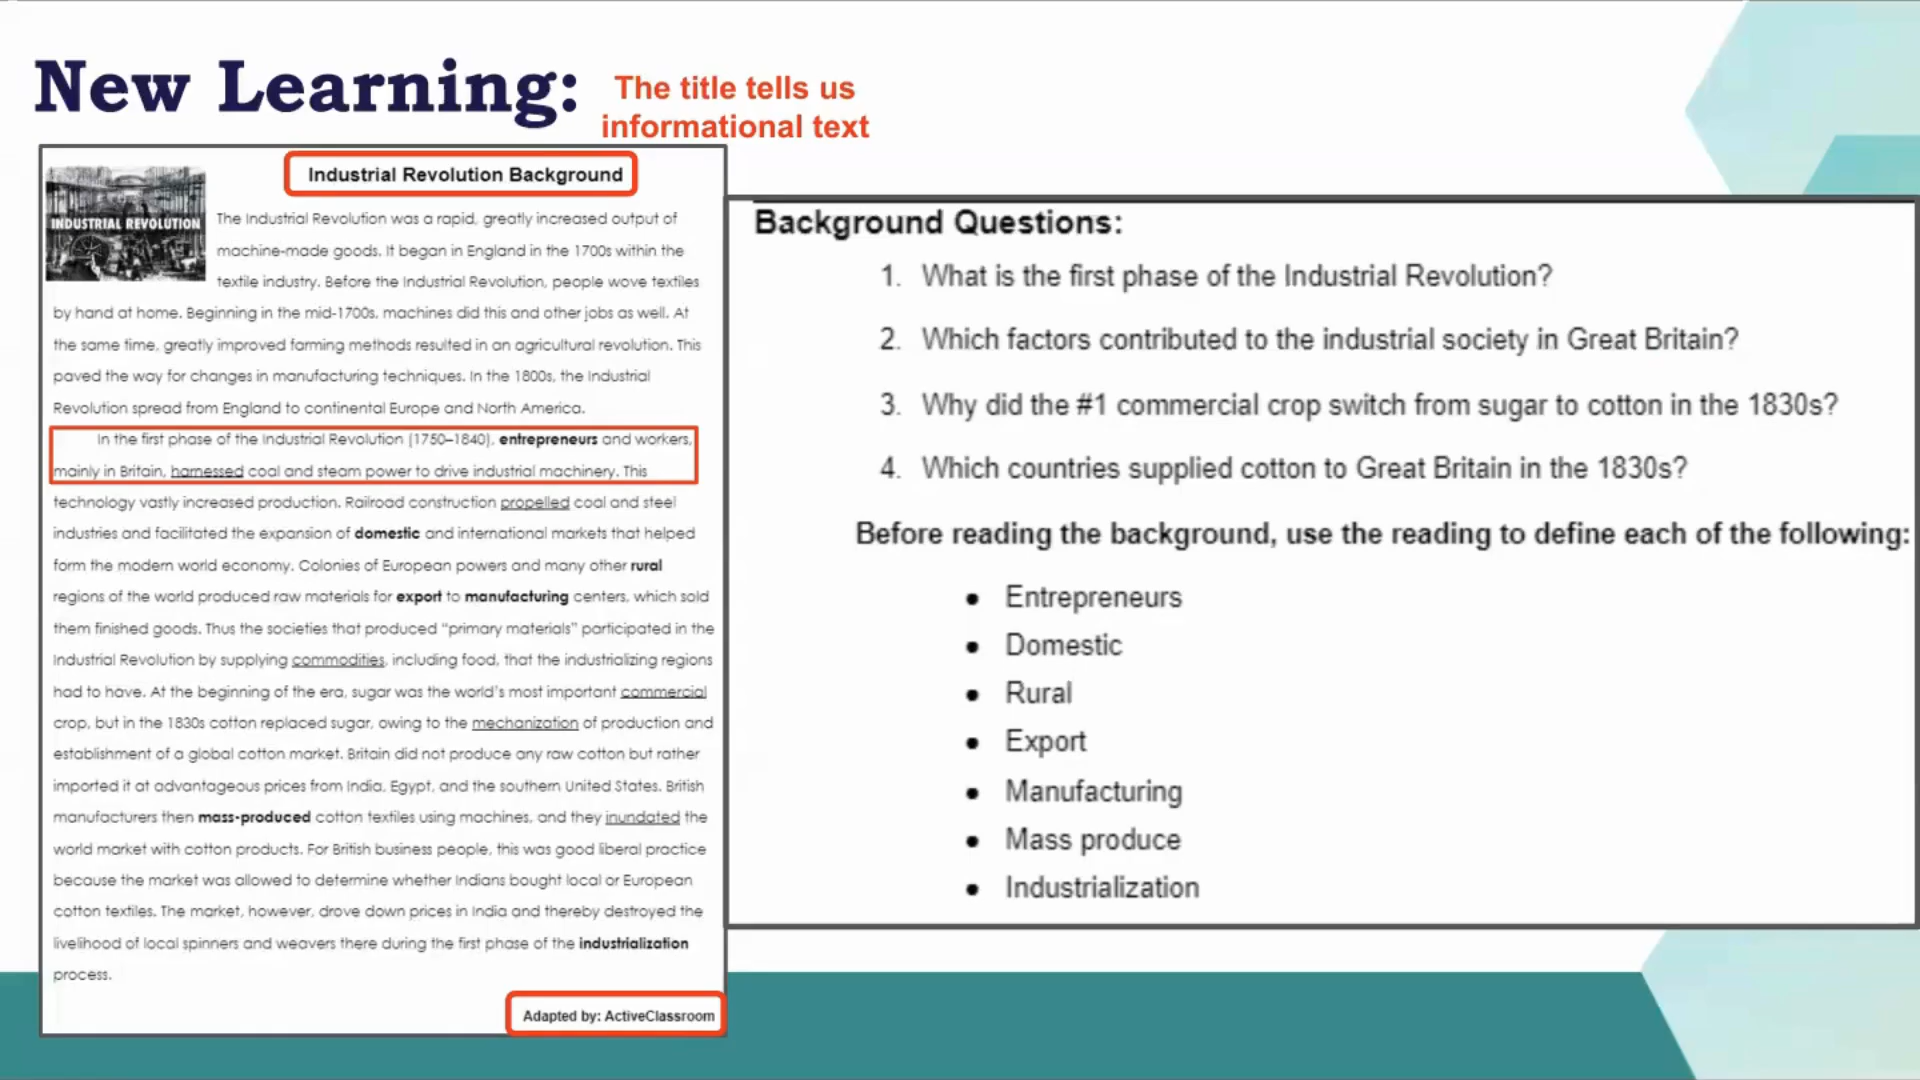 New Learning:
The title tells us
informational text
Industrial Revolution Background
INDUSTRIAL REVOLUTION
The Industrial Revolution was a rapid, greatly increased output of
machine-made goods. It began in England in the 1700s within the
textile industry. Before the Industrial Revolution, people wove textiles
by hand at home. Beginning in the mid-1700s, machines did this and other jobs as well. At
the same time, greatly improved farming methods resulted in an agricultural revolution. This
paved the way for changes in manufacturing techniques. In the 1800s, the Industrial
Revolution spread from England to continental Europe and North America.
In the first phase of the Industrial Revolution (1750–1840), entrepreneurs and workers,
mainly in Britain, harnessed coal and steam power to drive industrial machinery. This
technology vastly increased production. Railroad construction propelled coal and steel
industries and facilitated the expansion of domestic and international markets that helped
form the modern world economy. Colonies of European powers and many other rural
regions of the world produced raw materials for export to manufacturing centers, which sold
them finished goods. Thus the societies that produced “primary materials” participated in the
Industrial Revolution by supplying commodities, including food, that the industrializing regions
had to have. At the beginning of the era, sugar was the world's most important commercial
crop, but in the 1830s cotton replaced sugar, owing to the mechanization of production and
establishment of a global cotton market. Britain did not produce any raw cotton but rather
imported it at advantageous prices from India, Egypt, and the southern United States. British
manufacturers then mass-produced cotton textiles using machines, and they inundated the
world market with cotton products. For British business people, this was good liberal practice
because the market was allowed to determine whether Indians bought local or European
cotton textiles. The market, however, drove down prices in India and thereby destroyed the
livelihood of local spinners and weavers there during the first phase of the industrialization
process.
Adapted by: ActiveClassroom
Background Questions:
1. What is the first phase of the Industrial Revolution?
2. Which factors contributed to the industrial society in Great Britain?
3. Why did the #1 commercial crop switch from sugar to cotton in the 1830s?
4. Which countries supplied cotton to Great Britain in the 1830s?
Before reading the background, use the reading to define each of the following:
• Entrepreneurs
• Domestic
• Rural
• Export
• Manufacturing
• Mass produce
• Industrialization